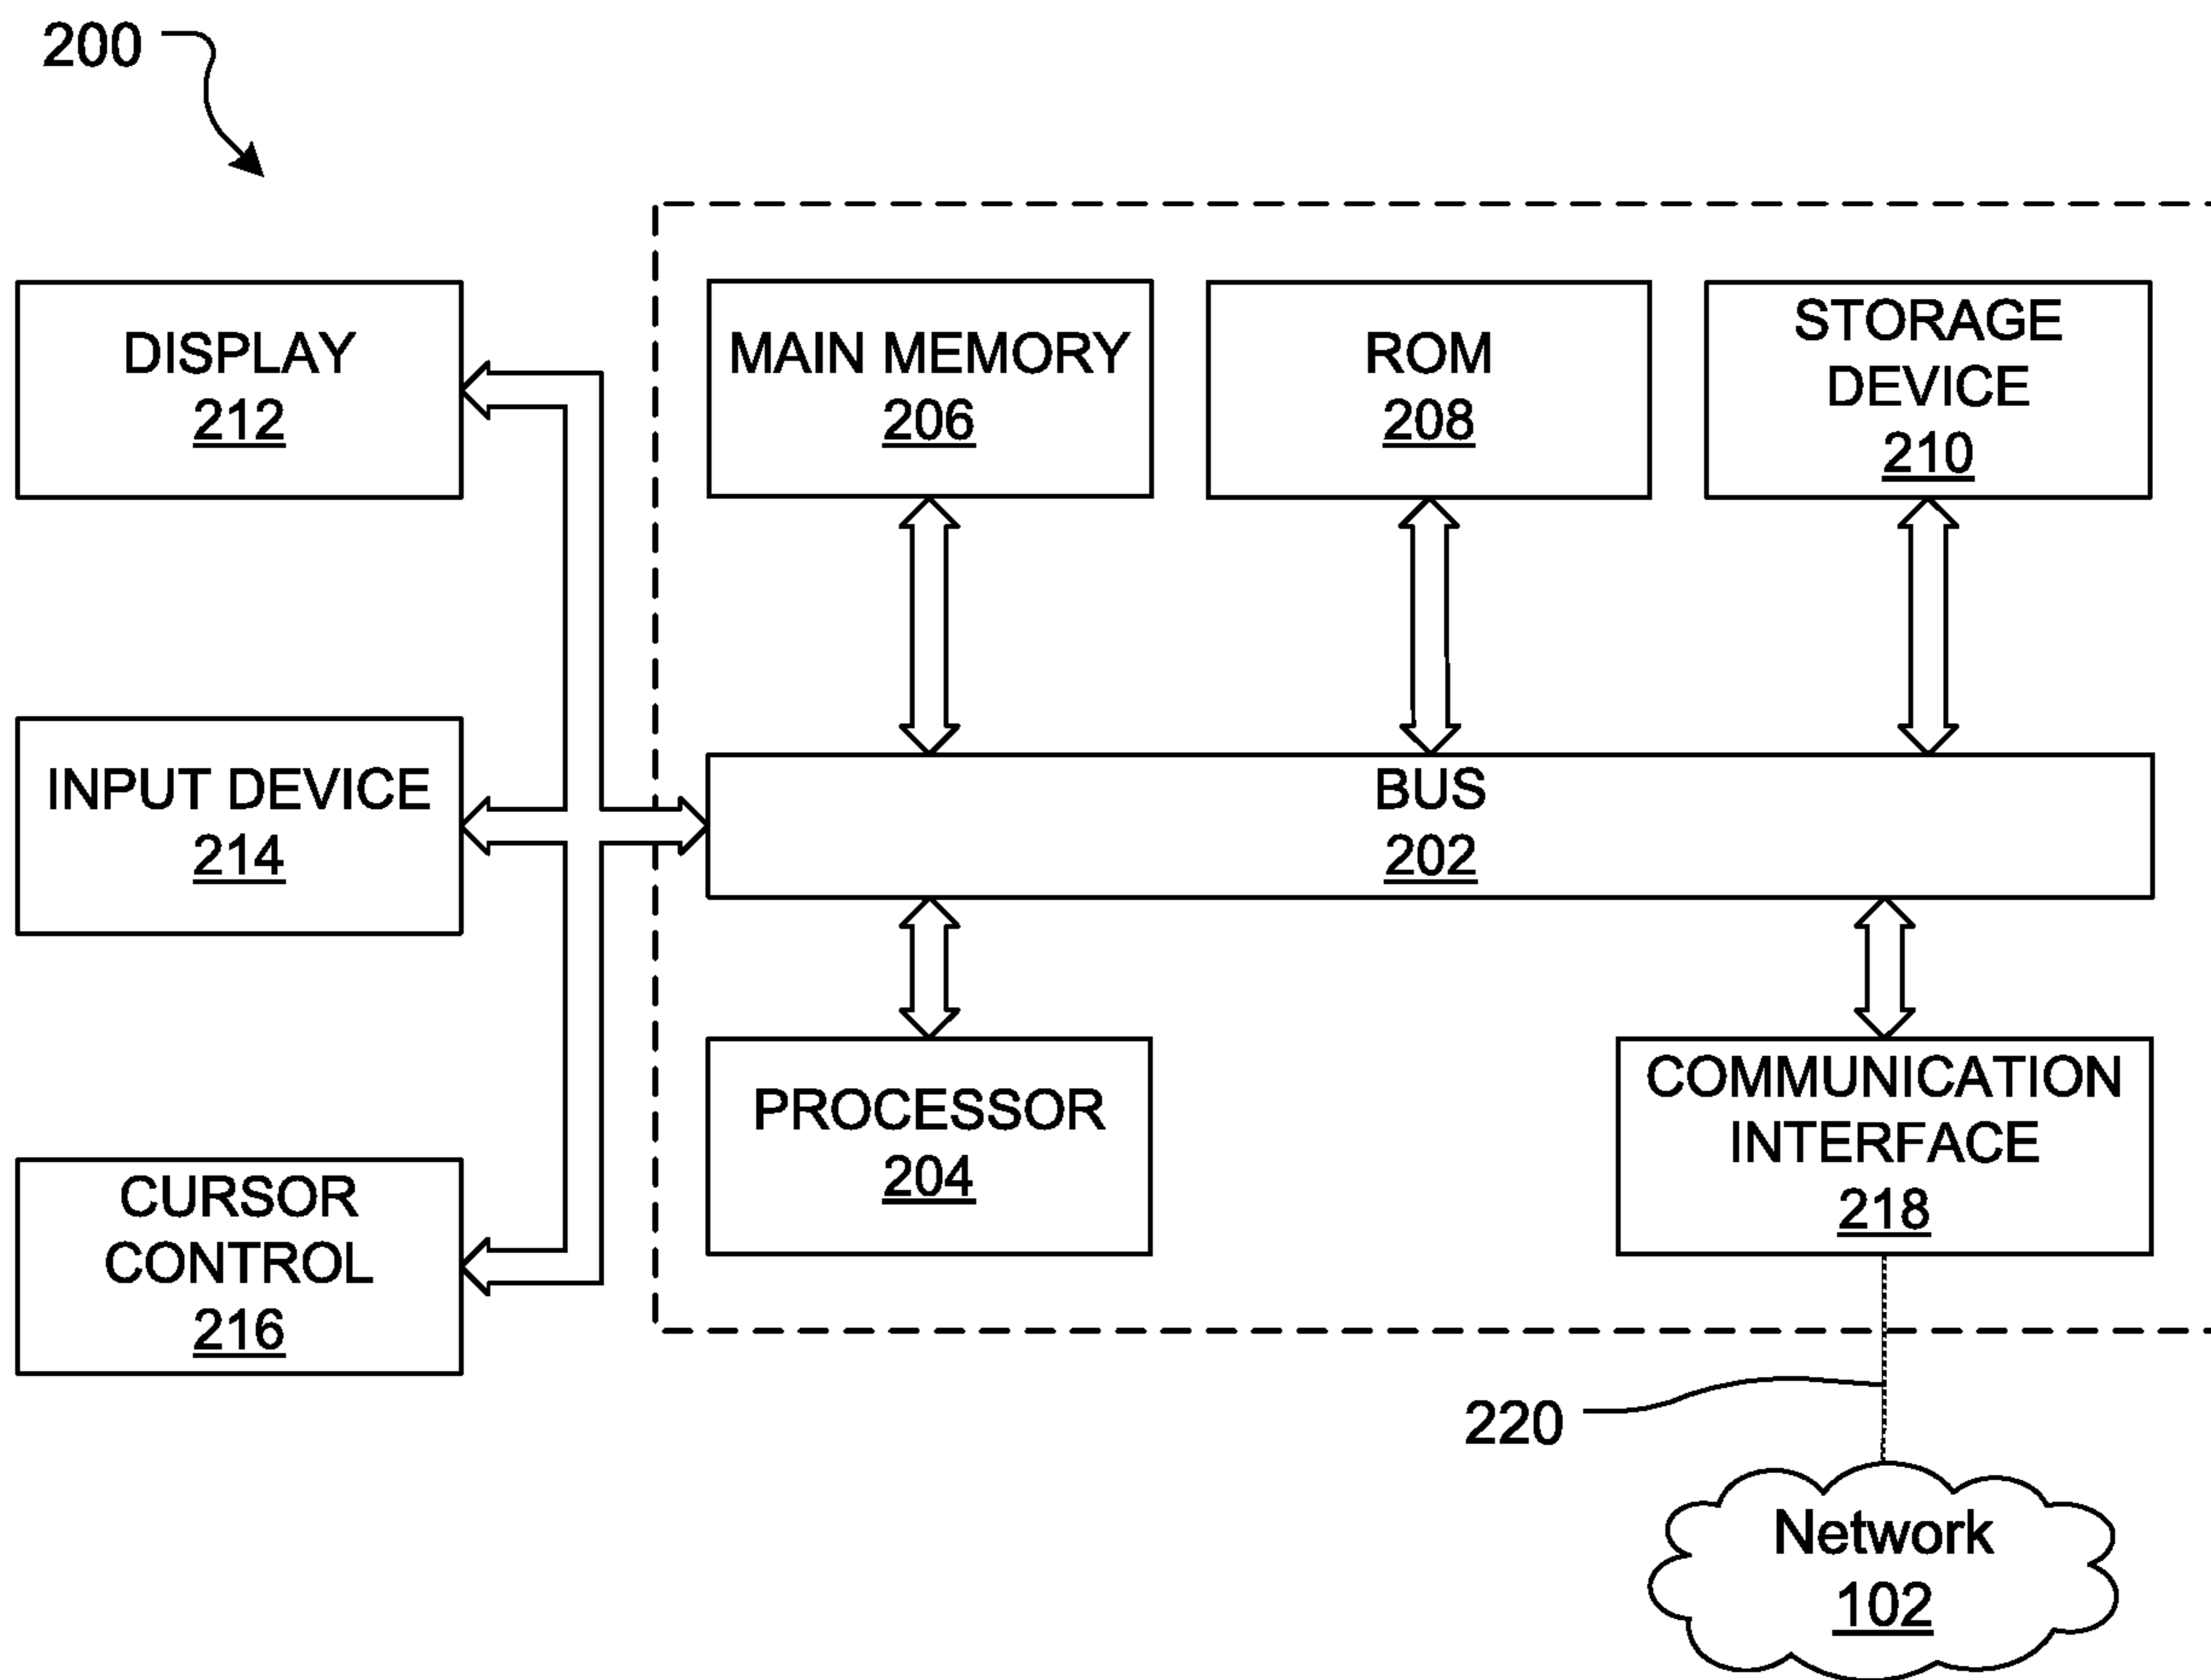 200
DISPLAY
212
MAIN MEMORY
206
ROM
208
STORAGE
DEVICE
210
INPUT DEVICE
214
BUS
202
CURSOR
CONTROL
216
PROCESSOR
204
COMMUNICATION
INTERFACE
218
220
Network
102